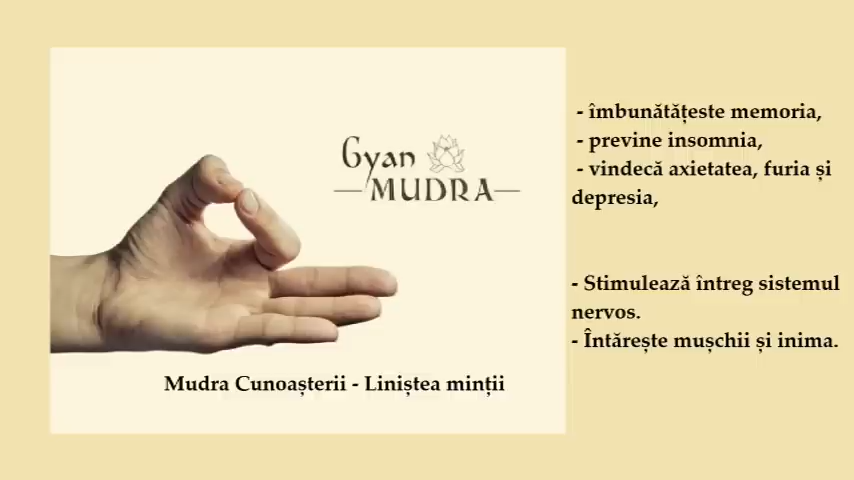 Gyan
MUDRA
Mudra Cunoașterii - Liniștea minții
- îmbunătățeste memoria,
- previne insomnia,
- vindecă axietatea, furia și
depresia,
- Stimulează întreg sistemul
nervos.
- Întărește mușchii și inima.